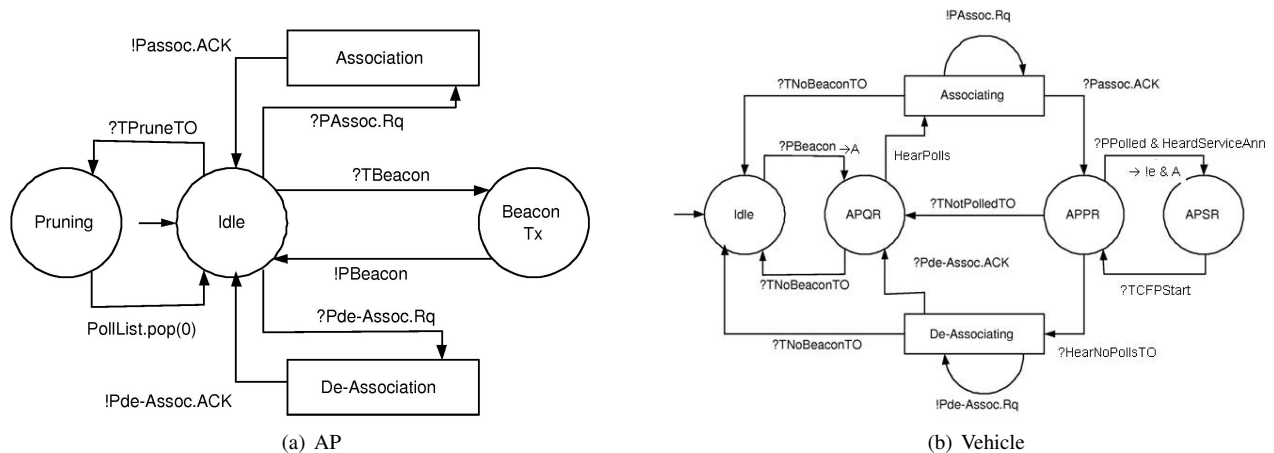 !Passoc.ACK
Association
?PAssoc.Rq
?TPruneTO
?TBeacon
Pruning
Idle
Beacon
Tx
!PBeacon
PollList.pop(0)
?Pde-Assoc.Rq
De-Association
!Pde-Assoc.ACK
(a) AP
!PAssoc.Rq
?TNoBeaconTO
Associating
?Passoc.ACK
?PBeacon →A
HearPolls
?PPolled & HeardServiceAnn
→ !e & A
Idle
APQR
?TNotPolledTO
APPR
APSR
?Pde-Assoc.ACK
?TNoBeaconTO
?TCFPStart
De-Associating
?TNoBeaconTO
?HearNoPollsTO
!Pde-Assoc.Rq
(b) Vehicle